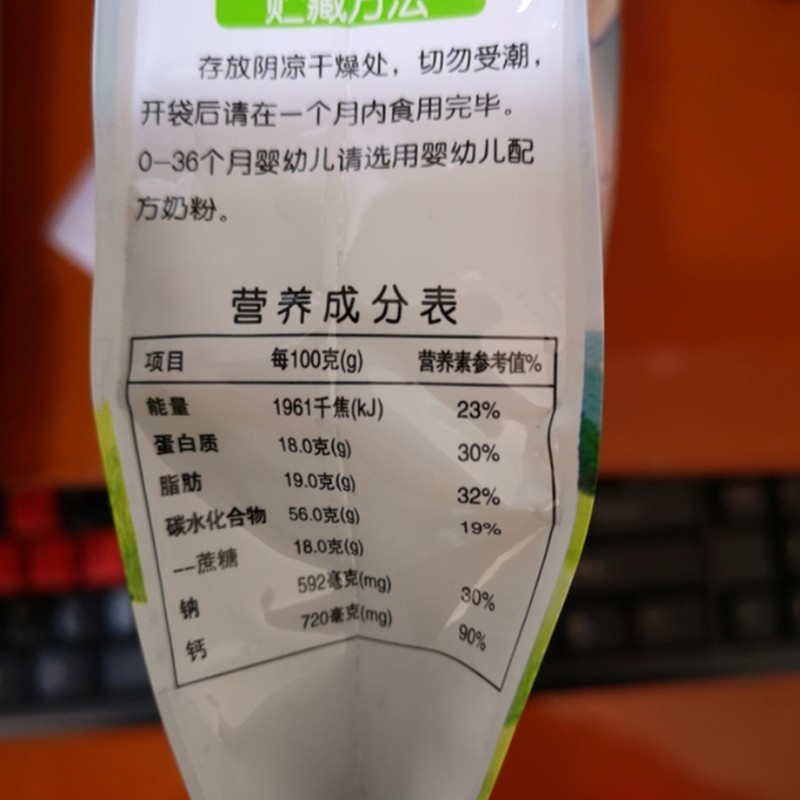 贮藏方法
存放阴凉干燥处，切勿受潮，
开袋后请在一个月内食用完毕。
0-36个月婴幼儿请选用婴幼儿配
方奶粉。
营养成分表
项目 每100克(g) 营养素参考值%
能量 1961千焦(kJ) 23%
蛋白质 18.0克(g) 30%
脂肪 19.0克(g) 32%
碳水化合物 56.0克(g) 19%
--蔗糖 18.0克(g)
钠 592毫克(mg) 30%
钙 720毫克(mg) 90%